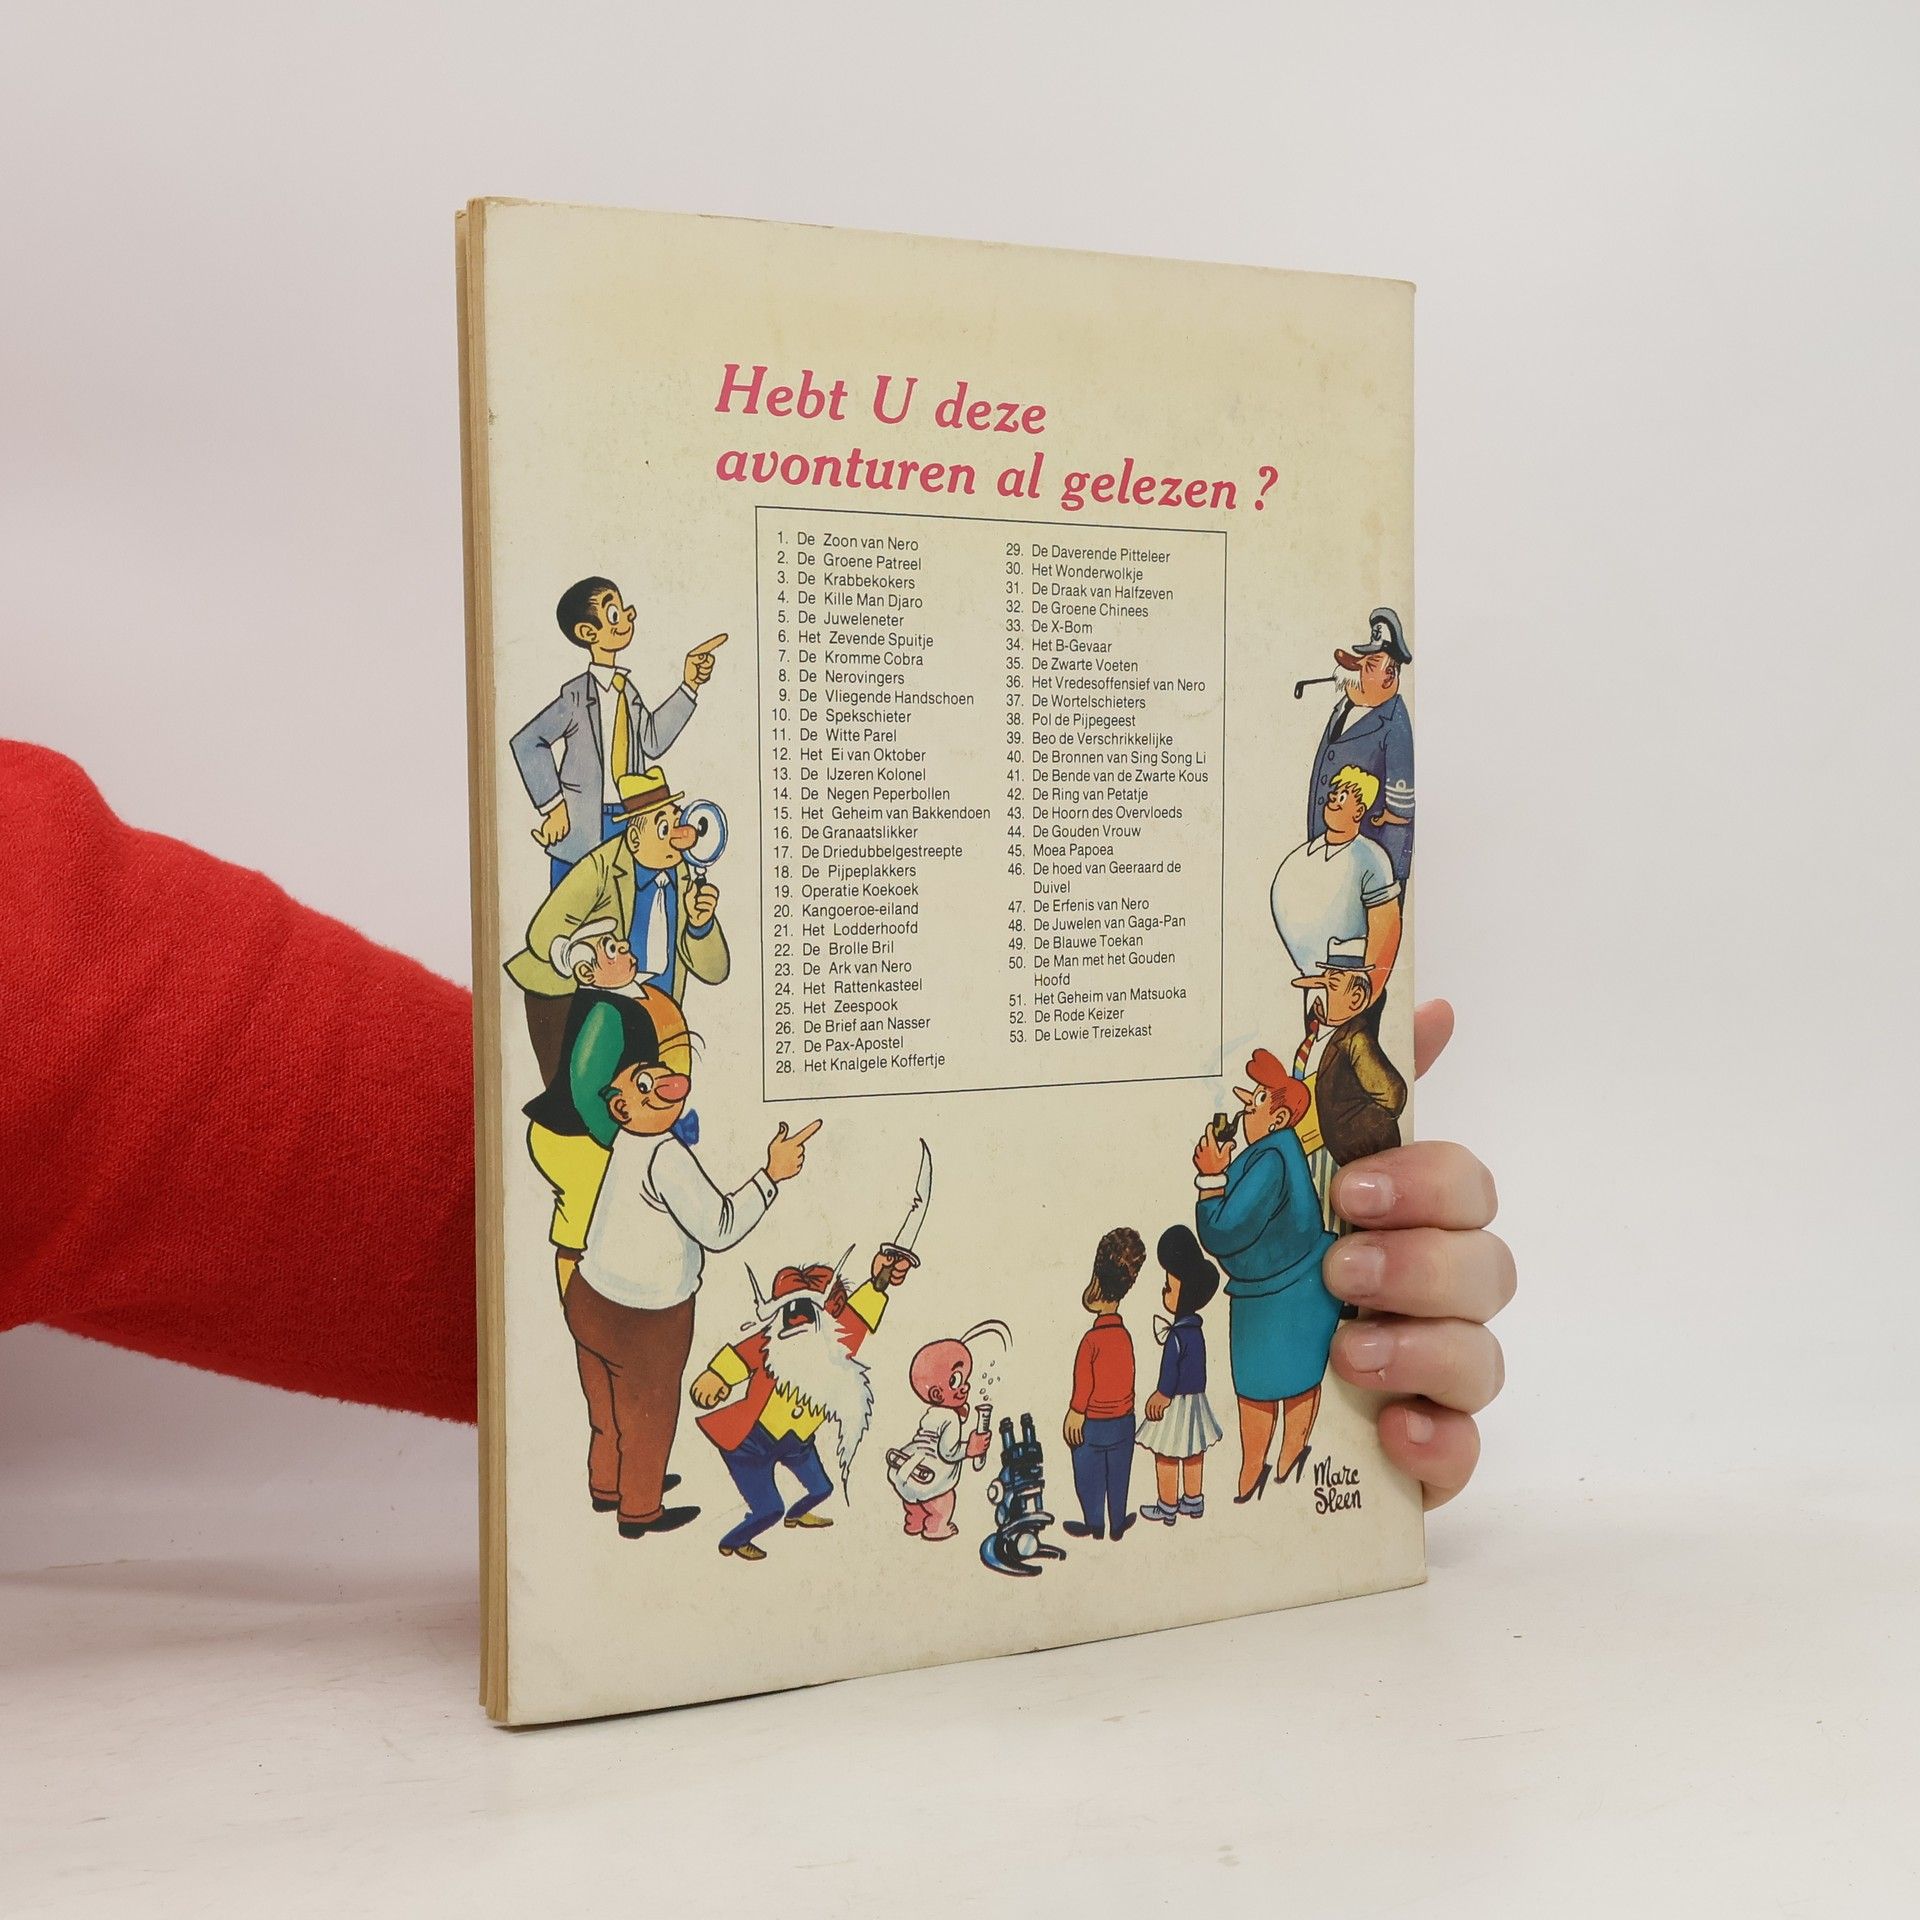 Hebt U deze
avonturen al gelezen ?
1. De Zoon van Nero
2. De Groene Patreel
3. De Krabbekokers
4. De Kille Man Djaro
5. De Juweleneter
6. Het Zevende Spuitje
7. De Kromme Cobra
8. De Nerovingers
9. De Vliegende Handschoen
10. De Spekschieter
11. De Witte Parel
12. Het Ei van Oktober
13. De IJzeren Kolonel
14. De Negen Peperbollen
15. Het Geheim van Bakkendoen
16. De Granaatslikker
17. De Driedubbelgestreepte
18. De Pijpeplakkers
19. Operatie Koekoek
20. Kangoeroe-eiland
21. Het Lodderhoofd
22. De Brolle Bril
23. De Ark van Nero
24. Het Rattenkasteel
25. Het Zeespook
26. De Brief aan Nasser
27. De Pax-Apostel
28. Het Knalgele Koffertje
29. De Daverende Pitteleer
30. Het Wonderwolkje
31. De Draak van Halfzeven
32. De Groene Chinees
33. De X-Bom
34. Het B-Gevaar
35. De Zwarte Voeten
36. Het Vredesoffensief van Nero
37. De Wortelschieters
38. Pol de Pijpegeest
39. Beo de Verschrikkelijke
40. De Bronnen van Sing Song Li
41. De Bende van de Zwarte Kous
42. De Ring van Petatje
43. De Hoorn des Overvloeds
44. De Gouden Vrouw
45. Moea Papoea
46. De hoed van Geeraard de
Duivel
47. De Erfenis van Nero
48. De Juwelen van Gaga-Pan
49. De Blauwe Toekan
50. De Man met het Gouden
Hoofd
51. Het Geheim van Matsuoka
52. De Rode Keizer
53. De Lowie Treizekast
Marc
Sleen